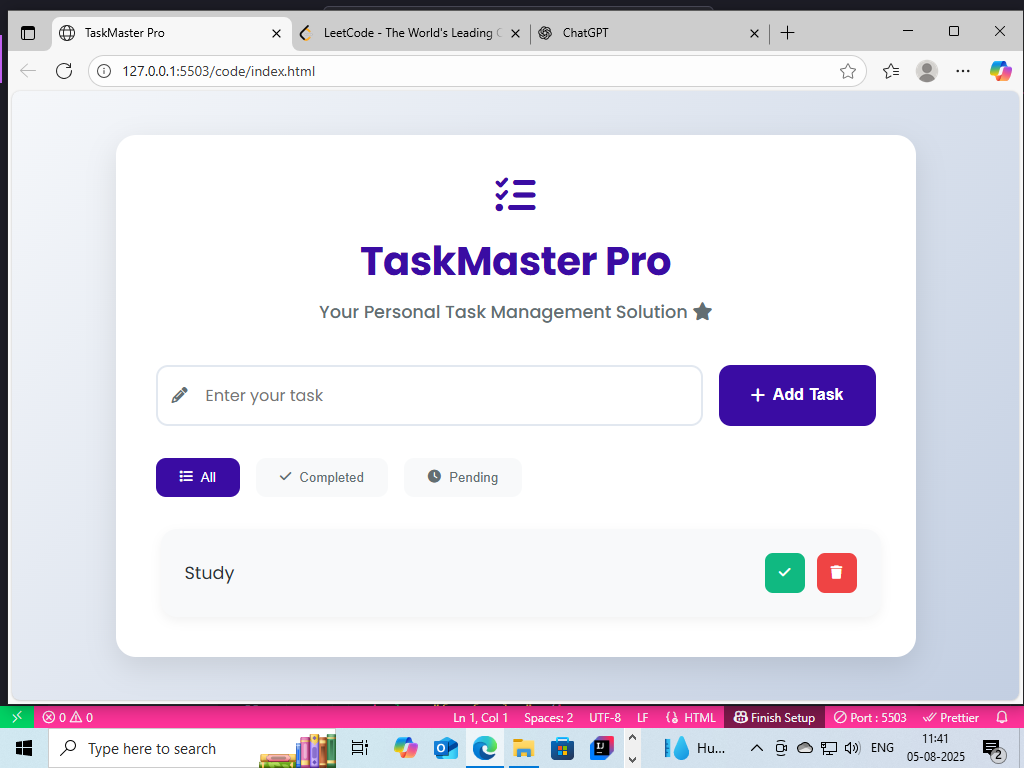 TaskMaster Pro
LeetCode - The World's Leading
ChatGPT
127.0.0.1:5503/code/index.html
TaskMaster Pro
Your Personal Task Management Solution
Enter your task
+ Add Task
All
Completed
Pending
Study
0 0
Ln 1, Col 1 Spaces: 2 UTF-8 LF HTML Finish Setup Port : 5503 Prettier
Type here to search
Hu...
ENG
11:41
05-08-2025
2